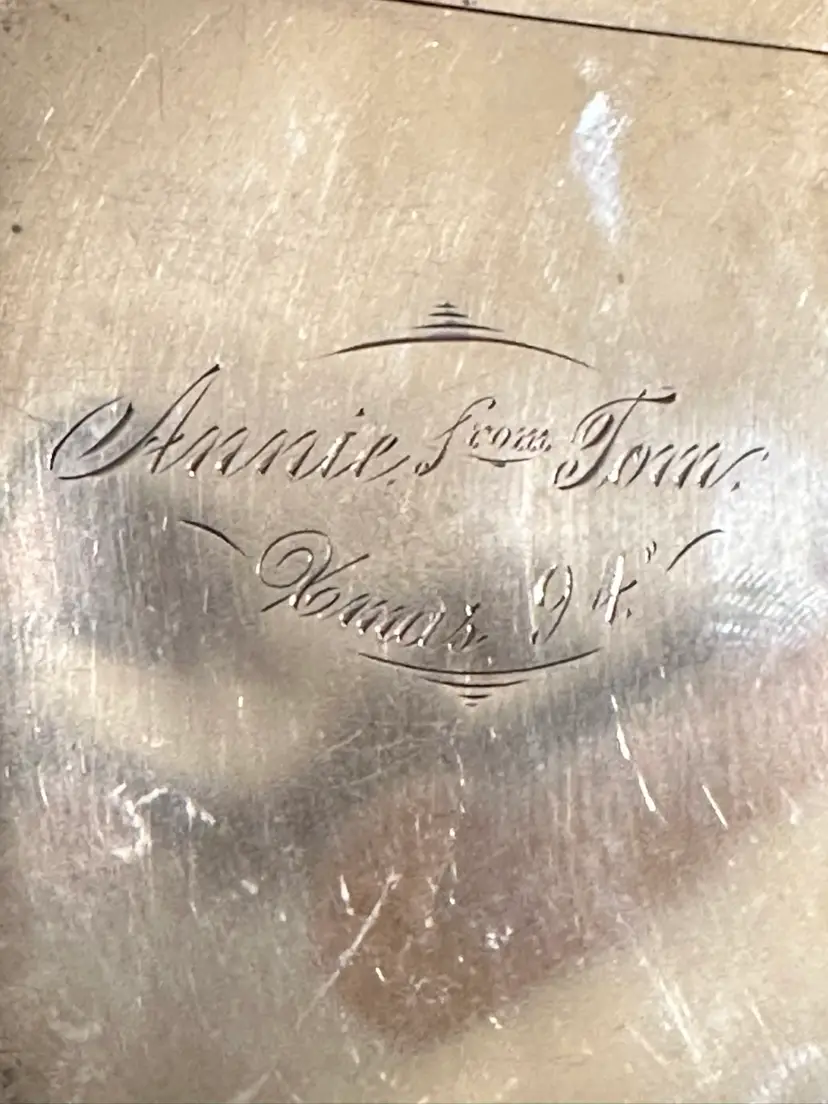 Annie from Tom.
Xmas. 94."